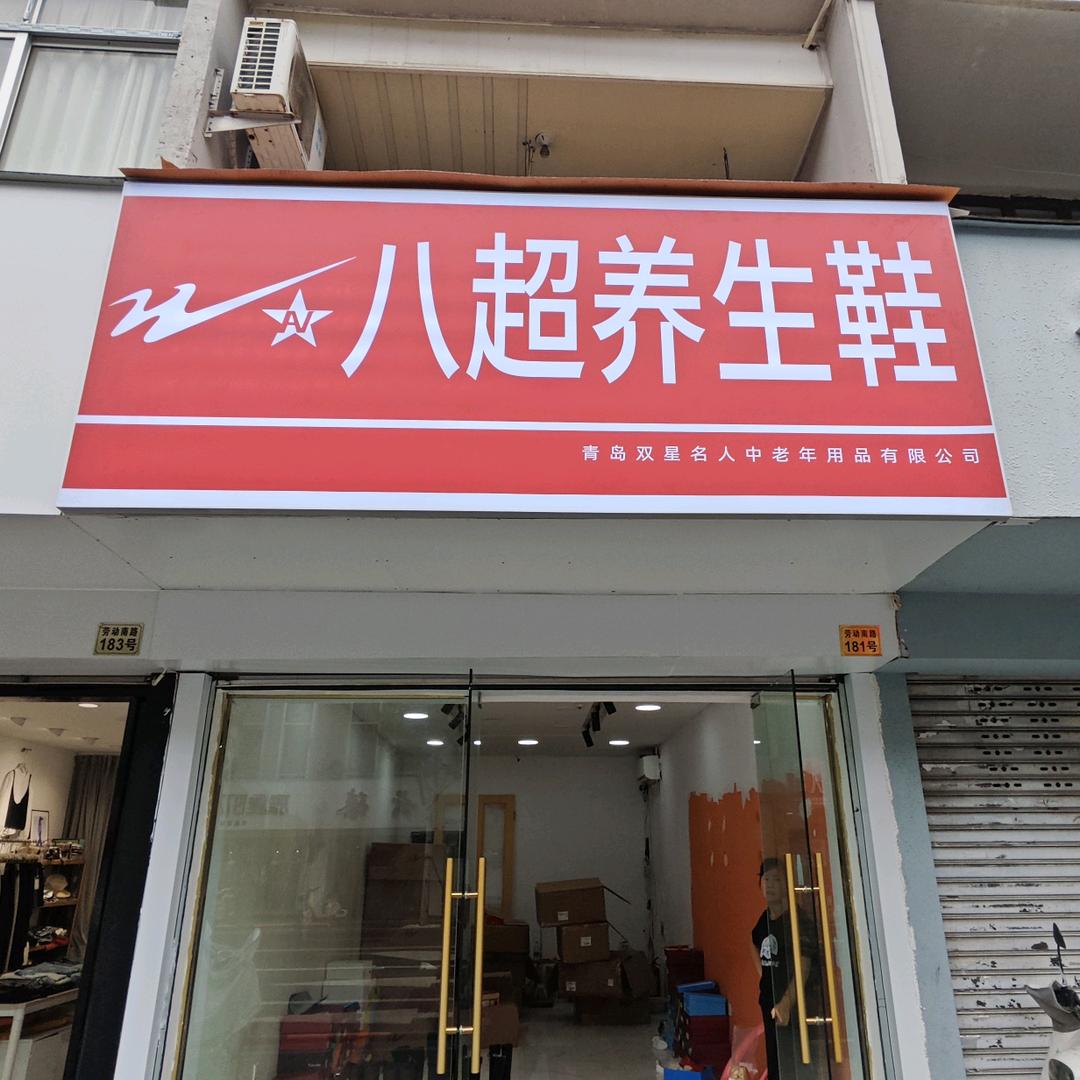 八超养生鞋
青岛双星名人中老年用品有限公司
劳动南路
183号
劳动南路
181号